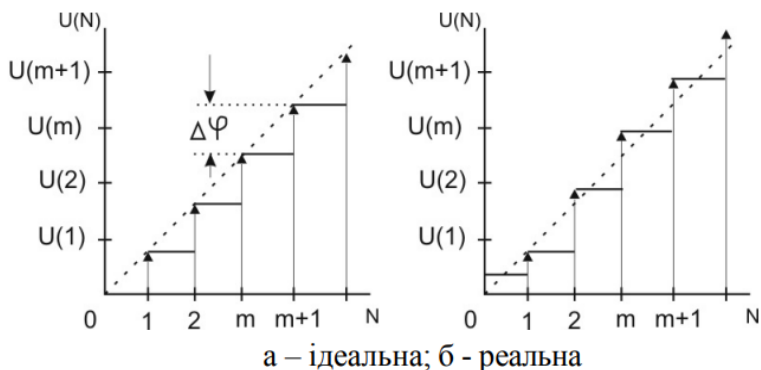 U(N) U(N)
U(m+1) U(m+1)
Δφ
U(m) U(m)
U(2) U(2)
U(1) U(1)
0 1 2 m m+1 N 0 1 2 m m+1 N
а – ідеальна; б - реальна